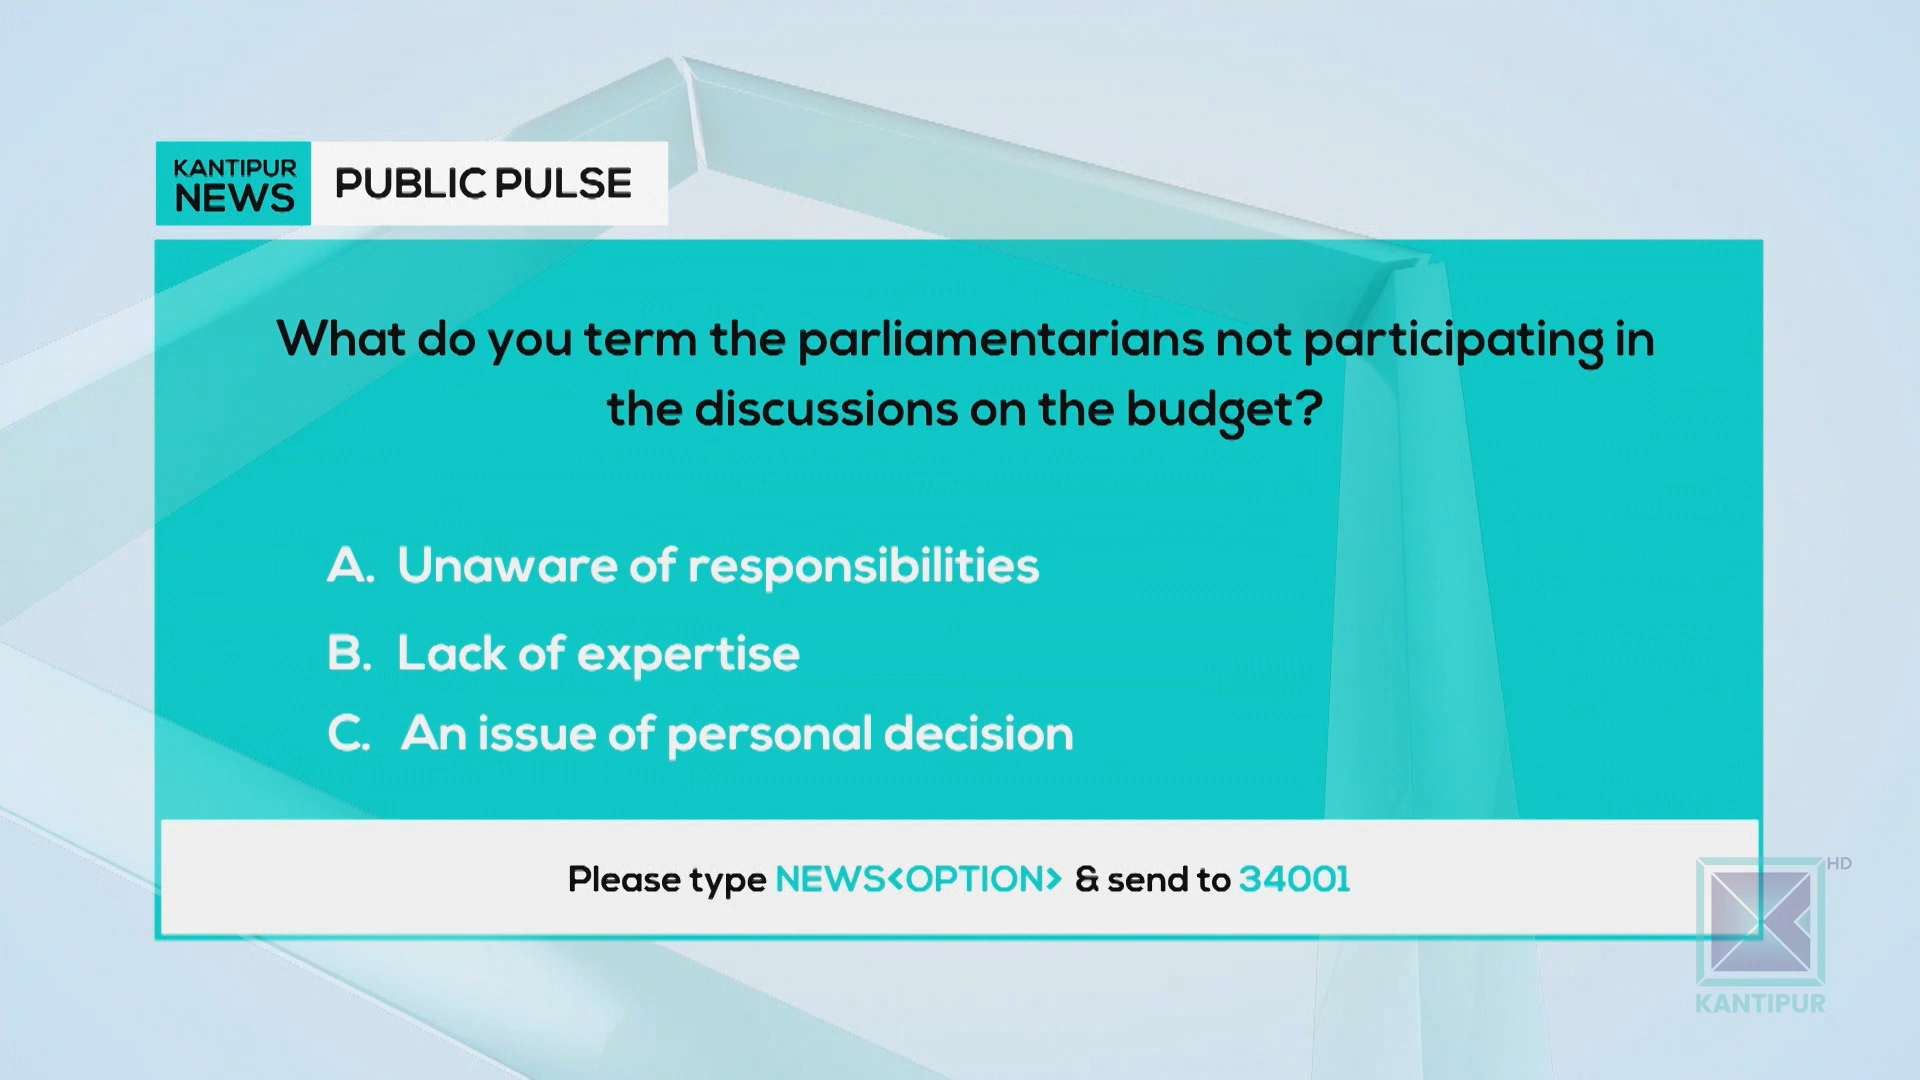 KANTIPUR
NEWS
PUBLIC PULSE
What do you term the parliamentarians not participating in
the discussions on the budget?
A. Unaware of responsibilities
B. Lack of expertise
C. An issue of personal decision
Please type NEWS<OPTION> & send to 34001
HD
KANTIPUR